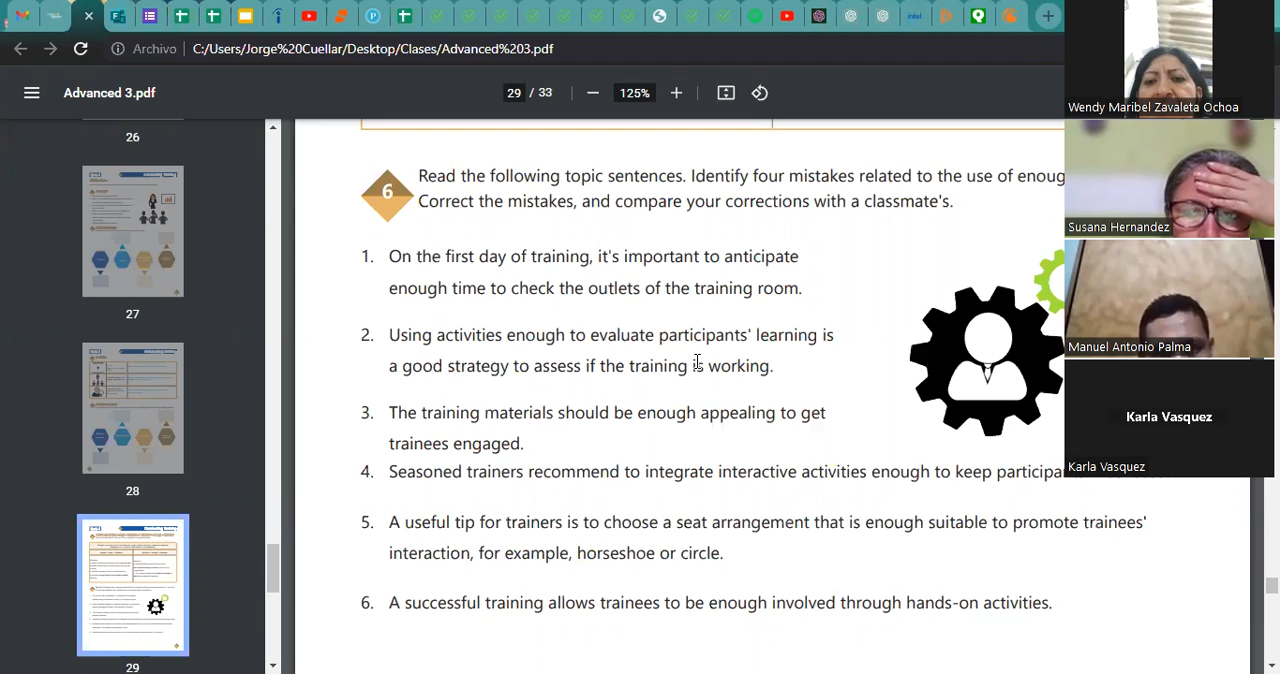 Archivo
C:/Users/Jorge%20Cuellar/Desktop/Clases/Advanced%203.pdf
Advanced 3.pdf
29 / 33
125%
26
27
28
29
6
Read the following topic sentences. Identify four mistakes related to the use of enoug
Correct the mistakes, and compare your corrections with a classmate's.
1. On the first day of training, it's important to anticipate
enough time to check the outlets of the training room.
2. Using activities enough to evaluate participants' learning is
a good strategy to assess if the training is working.
3. The training materials should be enough appealing to get
trainees engaged.
4. Seasoned trainers recommend to integrate interactive activities enough to keep participa
5. A useful tip for trainers is to choose a seat arrangement that is enough suitable to promote trainees'
interaction, for example, horseshoe or circle.
6. A successful training allows trainees to be enough involved through hands-on activities.
Wendy Maribel Zavaleta Ochoa
Susana Hernandez
Manuel Antonio Palma
Karla Vasquez
Karla Vasquez